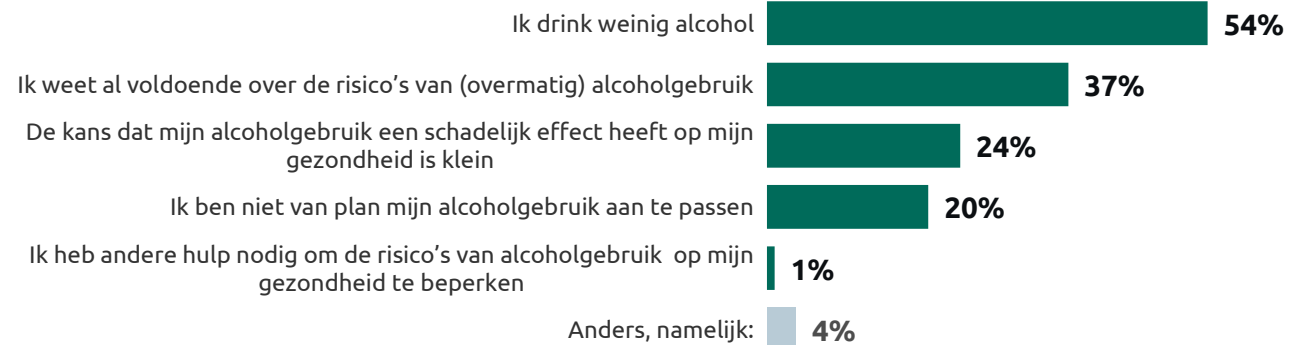 Ik drink weinig alcohol 54%
Ik weet al voldoende over de risico’s van (overmatig) alcoholgebruik 37%
De kans dat mijn alcoholgebruik een schadelijk effect heeft op mijn
gezondheid is klein 24%
Ik ben niet van plan mijn alcoholgebruik aan te passen 20%
Ik heb andere hulp nodig om de risico’s van alcoholgebruik op mijn
gezondheid te beperken 1%
Anders, namelijk: 4%